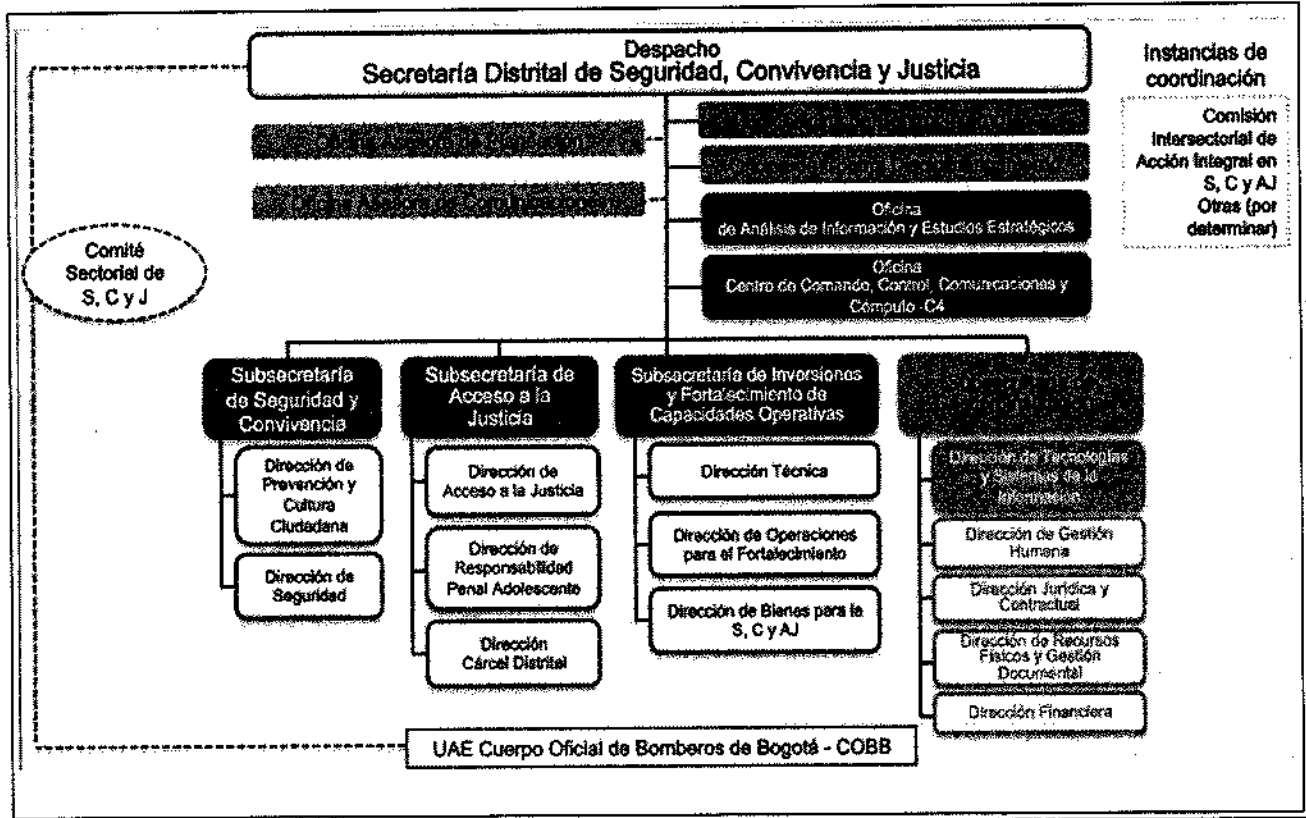 Despacho
Secretaría Distrital de Seguridad, Convivencia y Justicia
Instancias de
coordinación
Comisión
Intersectorial de
Acción Integral en
S, C y AJ
Otras (por
determinar)
Oficina Asesora de Comunicaciones
Oficina
de Análisis de Información y Estudios Estratégicos
Oficina
Centro de Comando, Control, Comunicaciones y
Cómputo -C4
Comité
Sectorial de
S, C y J
Subsecretaría
de Seguridad y
Convivencia
Dirección de
Prevención y
Cultura
Ciudadana
Dirección de
Seguridad
Subsecretaría de
Acceso a la
Justicia
Dirección de
Acceso a la Justicia
Dirección de
Responsabilidad
Penal Adolescente
Dirección
Cárcel Distrital
Subsecretaría de Inversiones
y Fortalecimiento de
Capacidades Operativas
Dirección Técnica
Dirección de Operaciones
para el Fortalecimiento
Dirección de Bienes para la
S, C y AJ
Dirección de Tecnologías
y Sistemas de la
Información
Dirección de Gestión
Humana
Dirección Jurídica y
Contractual
Dirección de Recursos
Físicos y Gestión
Documental
Dirección Financiera
UAE Cuerpo Oficial de Bomberos de Bogotá - COBB